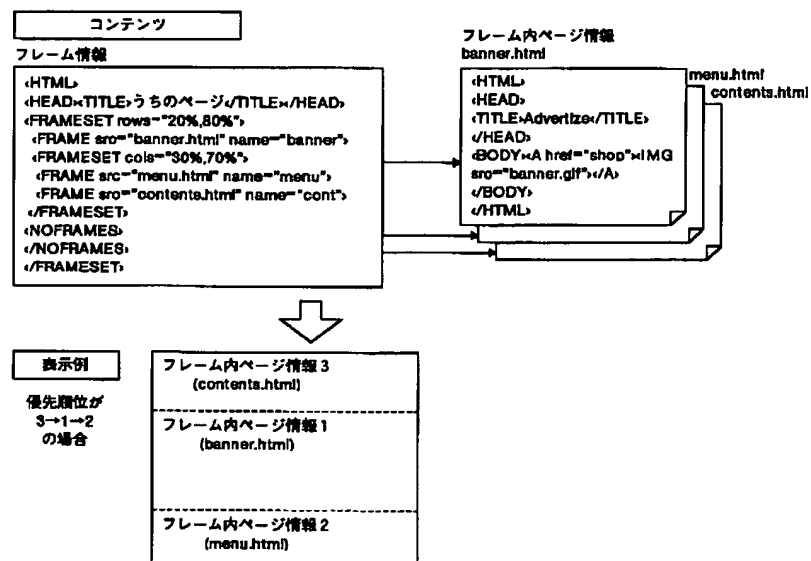 コンテンツ
フレーム情報
<HTML>
<HEAD><TITLE>うちのページ</TITLE></HEAD>
<FRAMESET rows="20%,80%">
<FRAME src="banner.html" name="banner">
<FRAMESET cols="30%,70%">
<FRAME src="menu.html" name="menu">
<FRAME src="contents.html" name="cont">
</FRAMESET>
<NOFRAMES>
</NOFRAMES>
</FRAMESET>
フレーム内ページ情報
banner.html
<HTML>
<HEAD>
<TITLE>Advertize</TITLE>
</HEAD>
<BODY><A href="shop"><IMG
src="banner.gif"></A>
</BODY>
</HTML>
menu.html
contents.html
表示例
優先順位が
3→1→2
の場合
フレーム内ページ情報3
(contents.html)
フレーム内ページ情報1
(banner.html)
フレーム内ページ情報2
(menu.html)